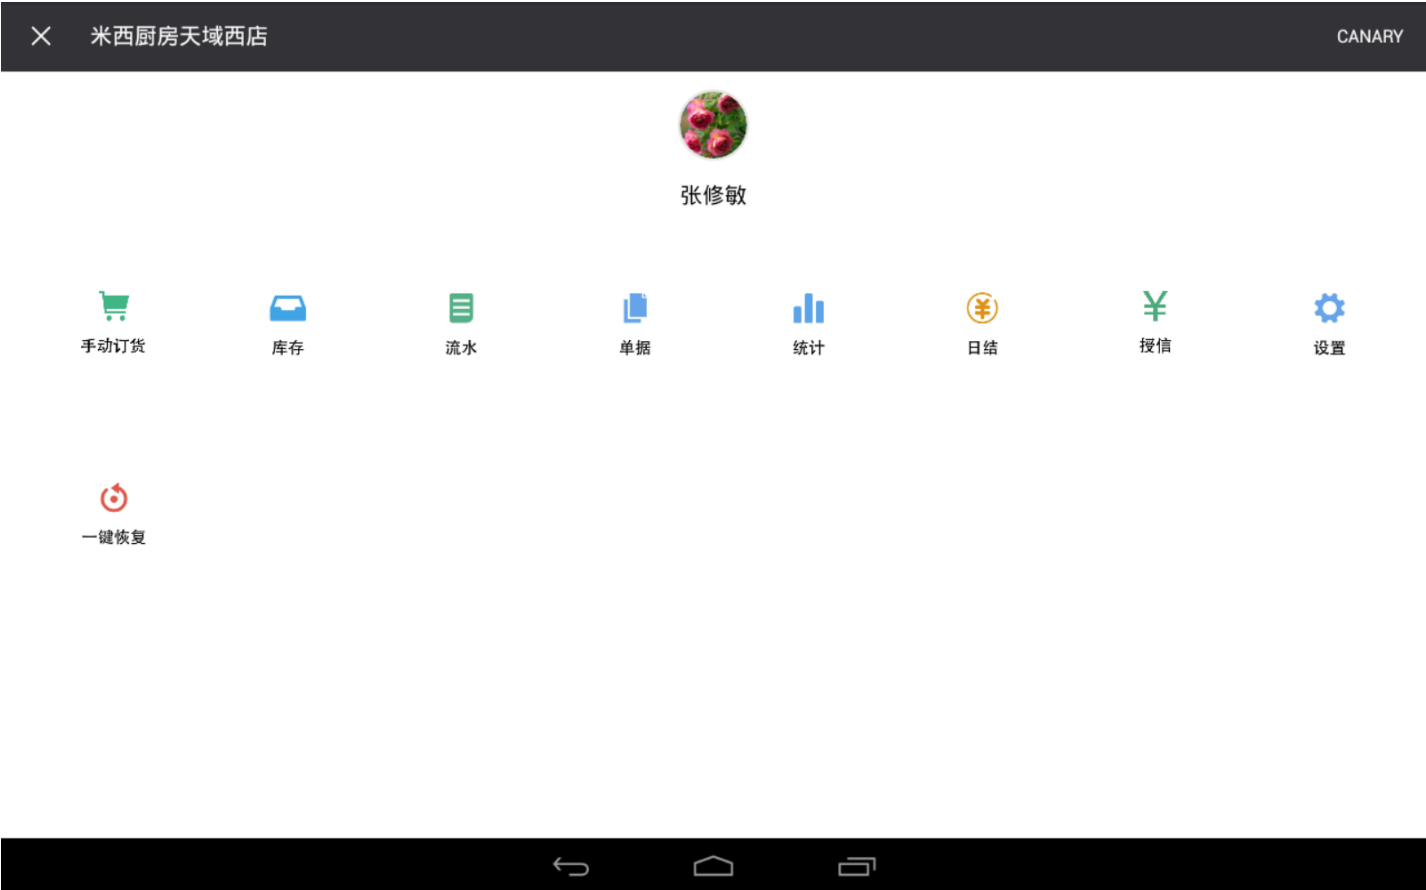 米西厨房天域西店
CANARY
张修敏
手动订货
库存
流水
单据
统计
日结
授信
设置
一键恢复